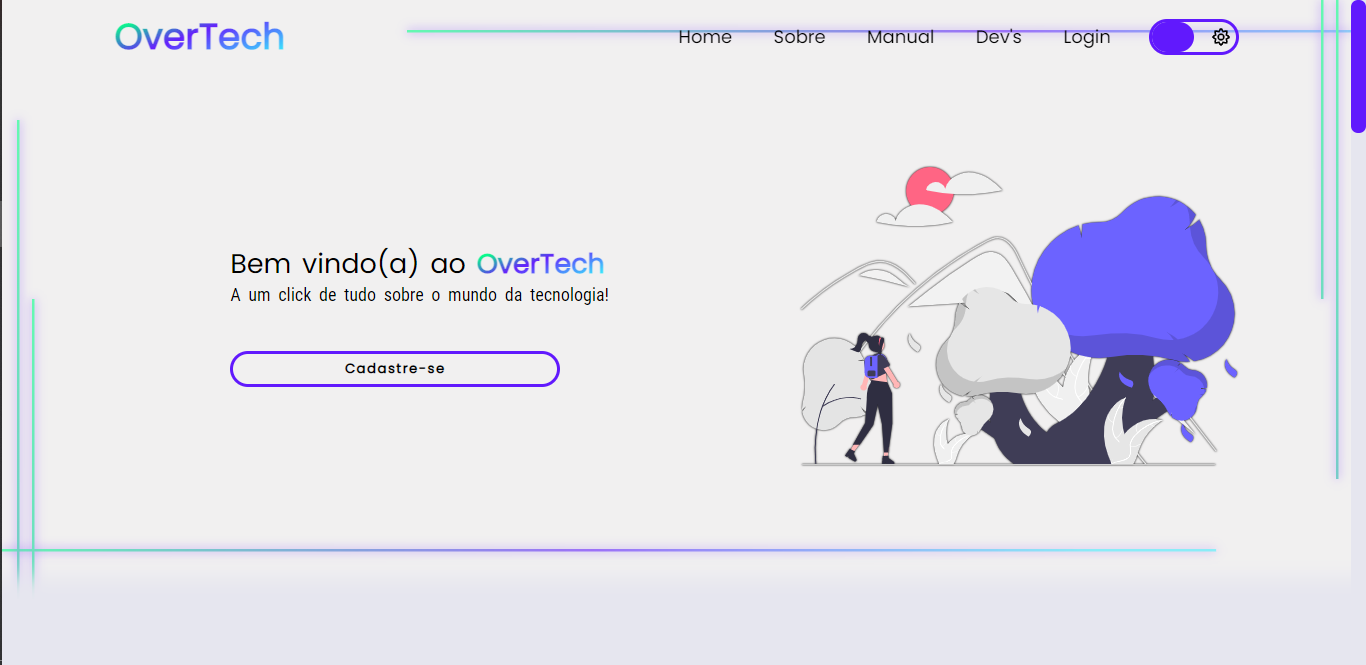 OverTech
Home Sobre Manual Dev's Login
Bem vindo(a) ao OverTech
A um click de tudo sobre o mundo da tecnologia!
Cadastre-se